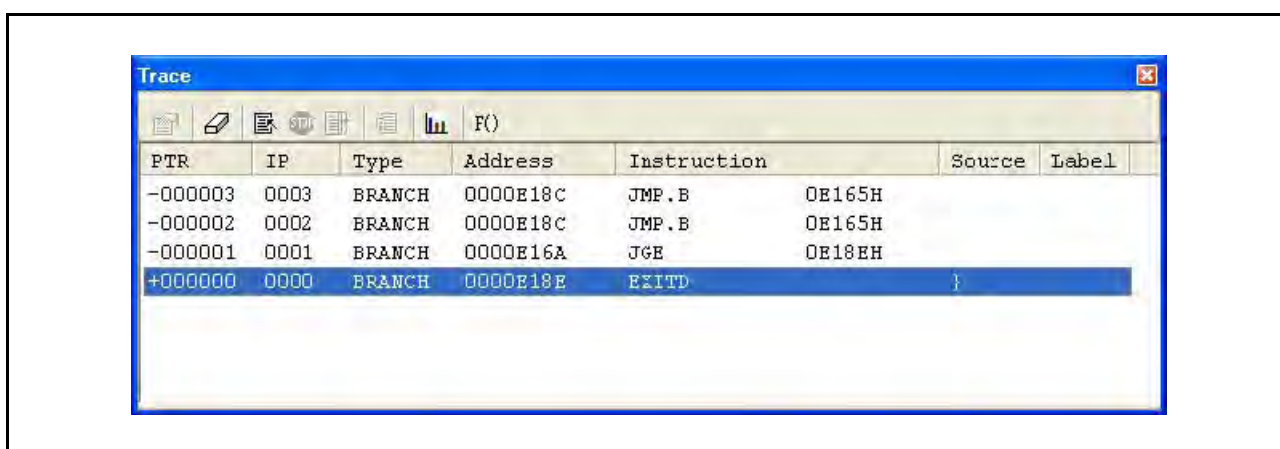 Trace
STOP F()
PTR IP Type Address Instruction Source Label
-000003 0003 BRANCH 0000E18C JMP.B 0E165H
-000002 0002 BRANCH 0000E18C JMP.B 0E165H
-000001 0001 BRANCH 0000E16A JGE 0E18EH
+000000 0000 BRANCH 0000E18E EXITD }